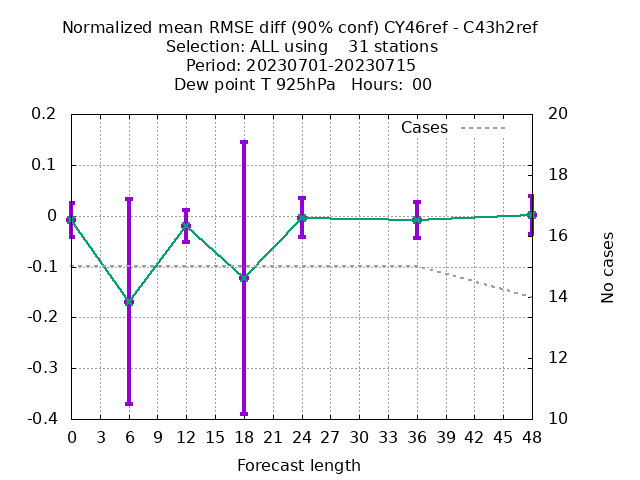 Normalized mean RMSE diff (90% conf) CY46ref - C43h2ref
Selection: ALL using    31 stations
Period: 20230701-20230715
Dew point T 925hPa   Hours:  00
0.2
0.1
0
-0.1
-0.2
-0.3
-0.4
Cases
20
18
16
14
12
10
No cases
0 3 6 9 12 15 18 21 24 27 30 33 36 39 42 45 48
Forecast length